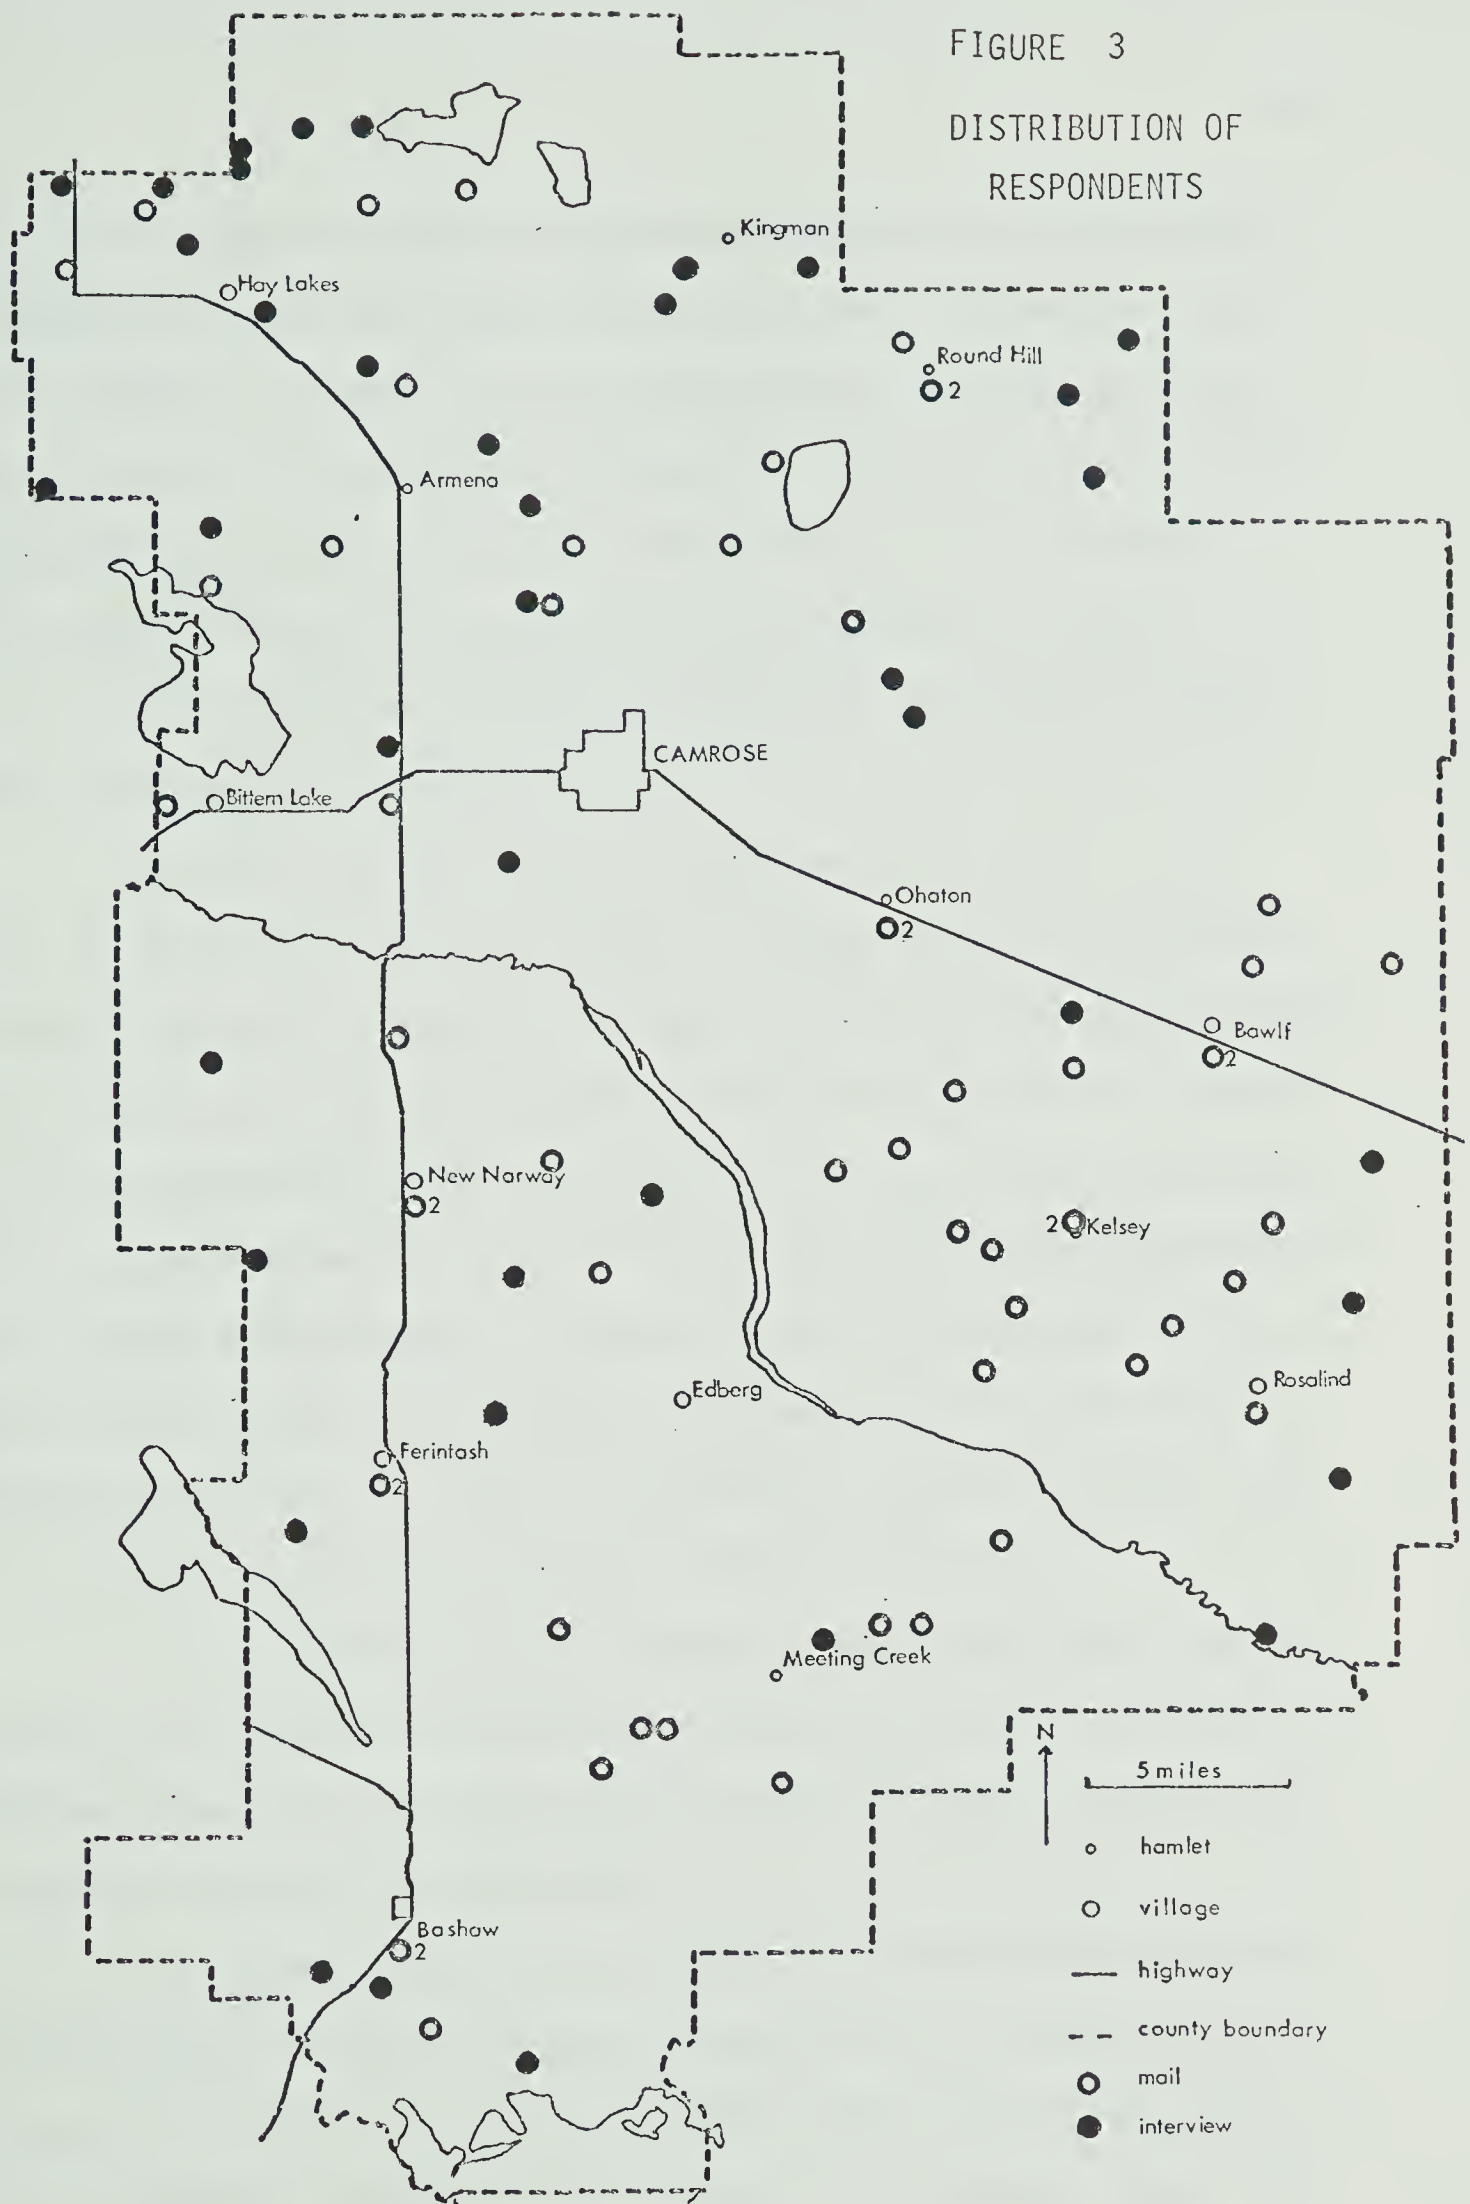 FIGURE 3
DISTRIBUTION OF
RESPONDENTS
Kingman
Hay Lakes
Round Hill
2
Armena
CAMROSE
Bittern Lake
Ohaton
2
Bawlf
2
New Norway
2
2 Kelsey
Edberg
Rosalind
Ferintash
2
Meeting Creek
N
5 miles
hamlet
village
Bashaw
2
highway
county boundary
mail
interview